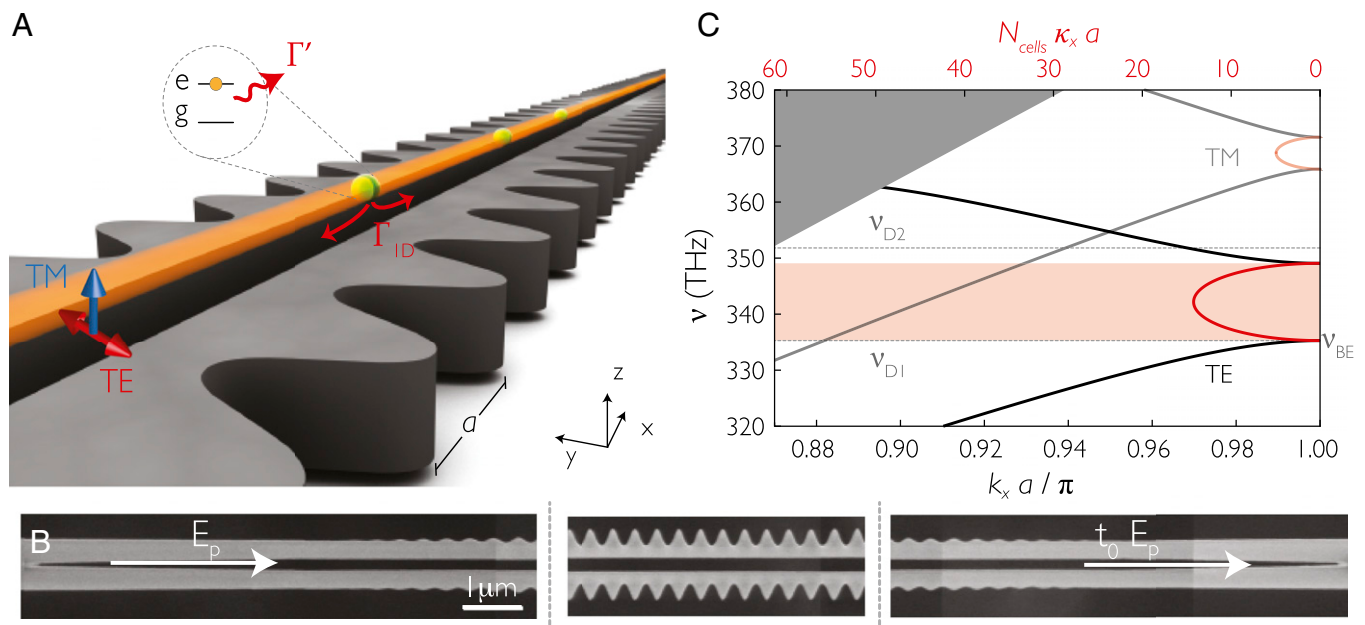 A
e
g
Γ′
Γ1D
TM
TE
a
z
x
y
C
Ncells κx a
60 50 40 30 20 10 0
380
370
360
350
340
330
320
ν (THz)
TM
νD2
νD1
νBE
TE
0.88 0.90 0.92 0.94 0.96 0.98 1.00
kx a / π
B
Ep
1 μm
t0 Ep